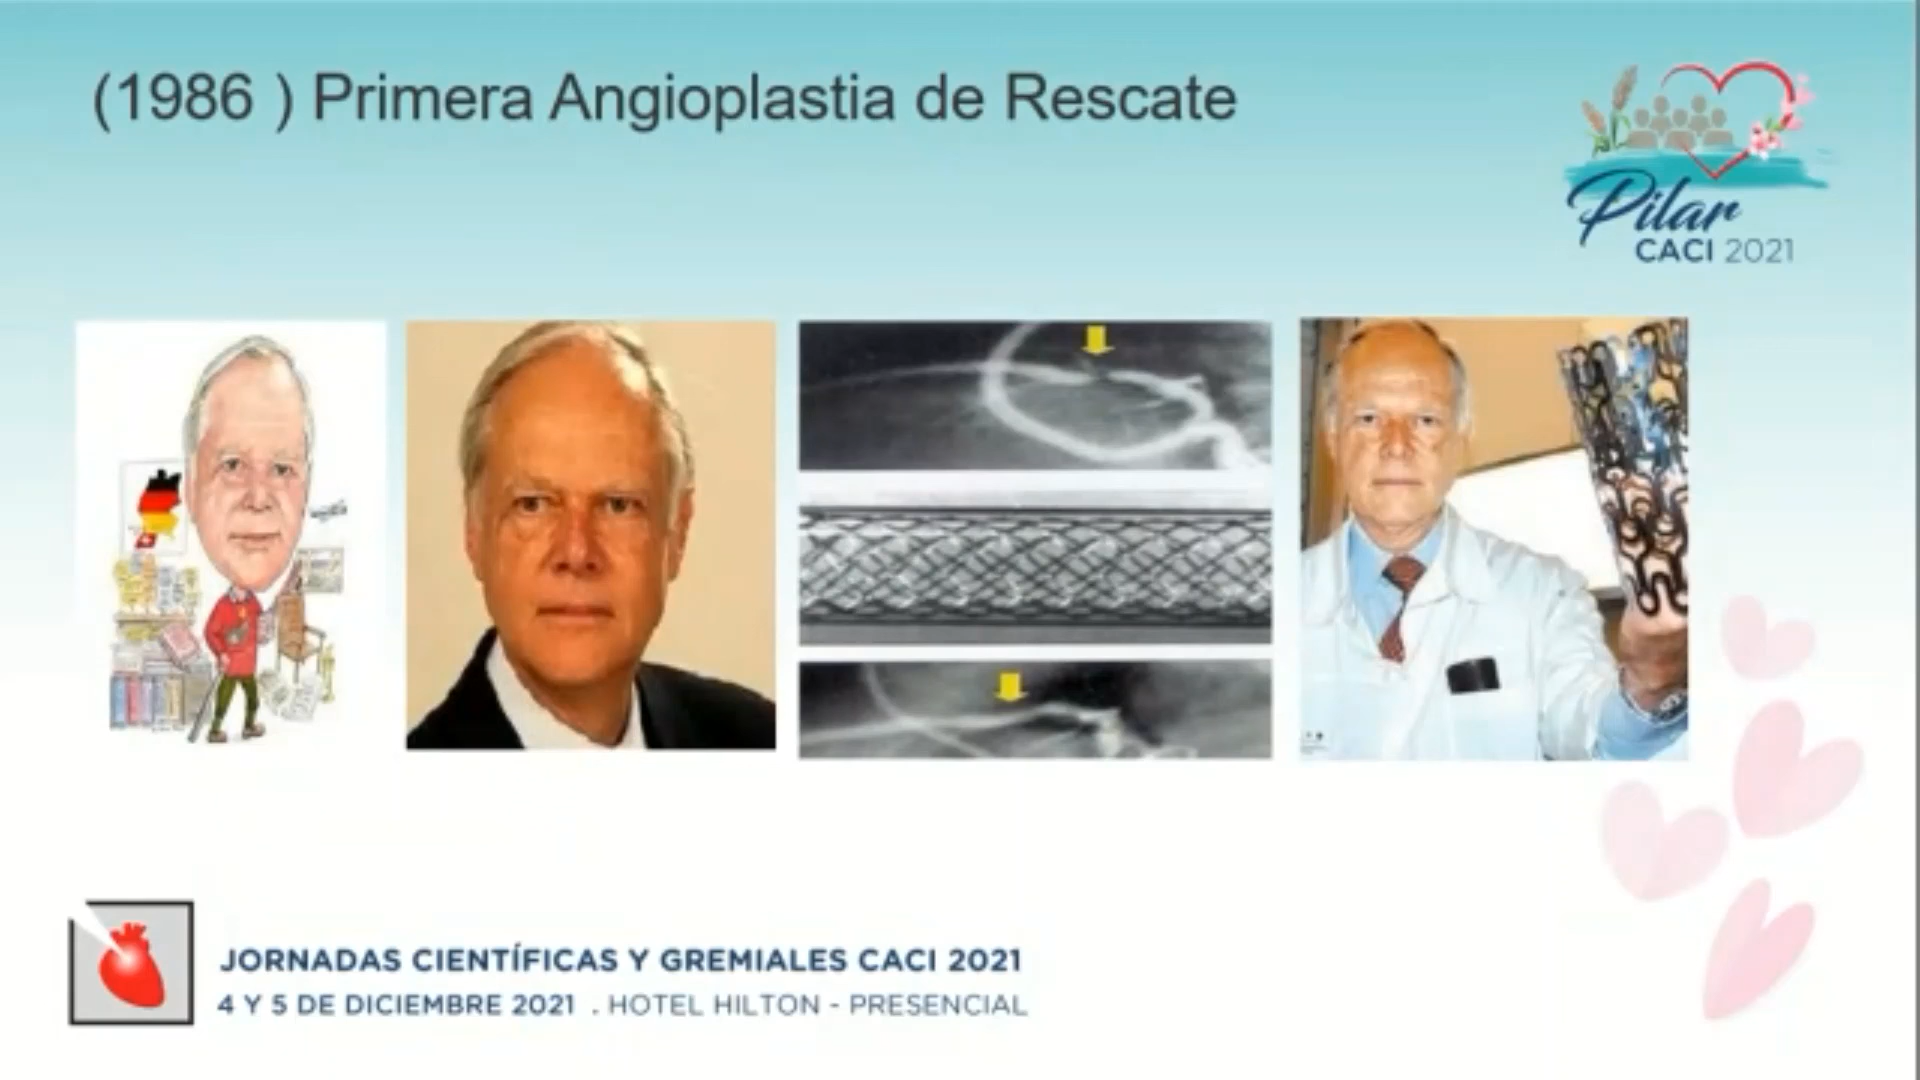 (1986 ) Primera Angioplastia de Rescate
Pilar
CACI 2021
JORNADAS CIENTÍFICAS Y GREMIALES CACI 2021
4 Y 5 DE DICIEMBRE 2021 . HOTEL HILTON - PRESENCIAL